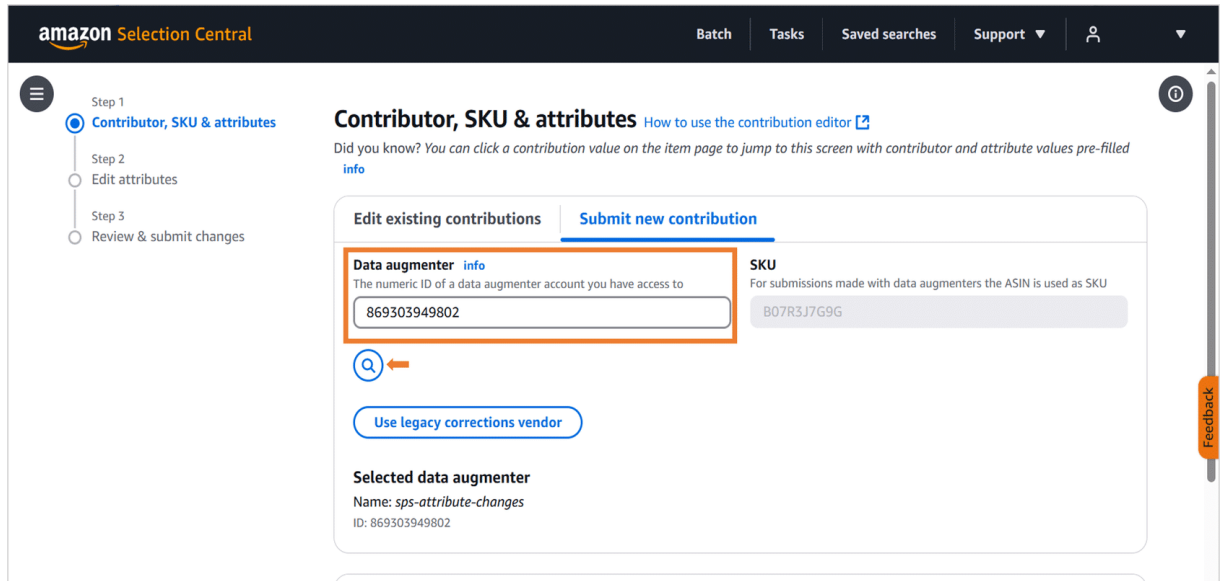 amazon Selection Central
Batch
Tasks
Saved searches
Support
Step 1
Contributor, SKU & attributes
Step 2
Edit attributes
Step 3
Review & submit changes
Contributor, SKU & attributes How to use the contribution editor
Did you know? You can click a contribution value on the item page to jump to this screen with contributor and attribute values pre-filled
info
Edit existing contributions
Submit new contribution
Data augmenter info
The numeric ID of a data augmenter account you have access to
869303949802
SKU
For submissions made with data augmenters the ASIN is used as SKU
B07R3J7G9G
Use legacy corrections vendor
Selected data augmenter
Name: sps-attribute-changes
ID: 869303949802
Feedback